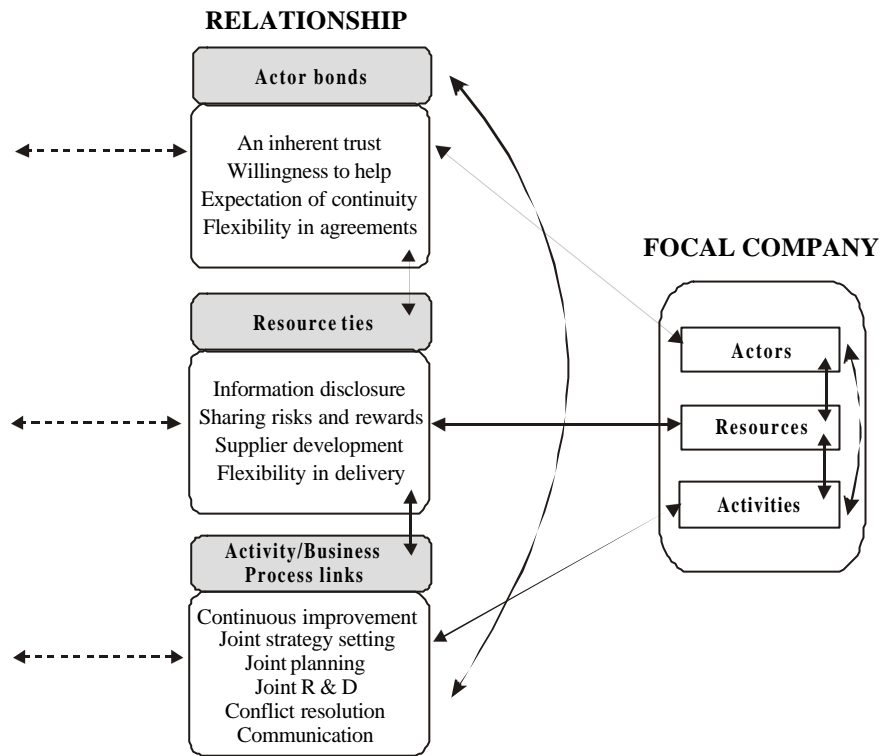 RELATIONSHIP
Actor bonds
An inherent trust
Willingness to help
Expectation of continuity
Flexibility in agreements
Resource ties
Information disclosure
Sharing risks and rewards
Supplier development
Flexibility in delivery
Activity/Business
Process links
Continuous improvement
Joint strategy setting
Joint planning
Joint R & D
Conflict resolution
Communication
FOCAL COMPANY
Actors
Resources
Activities